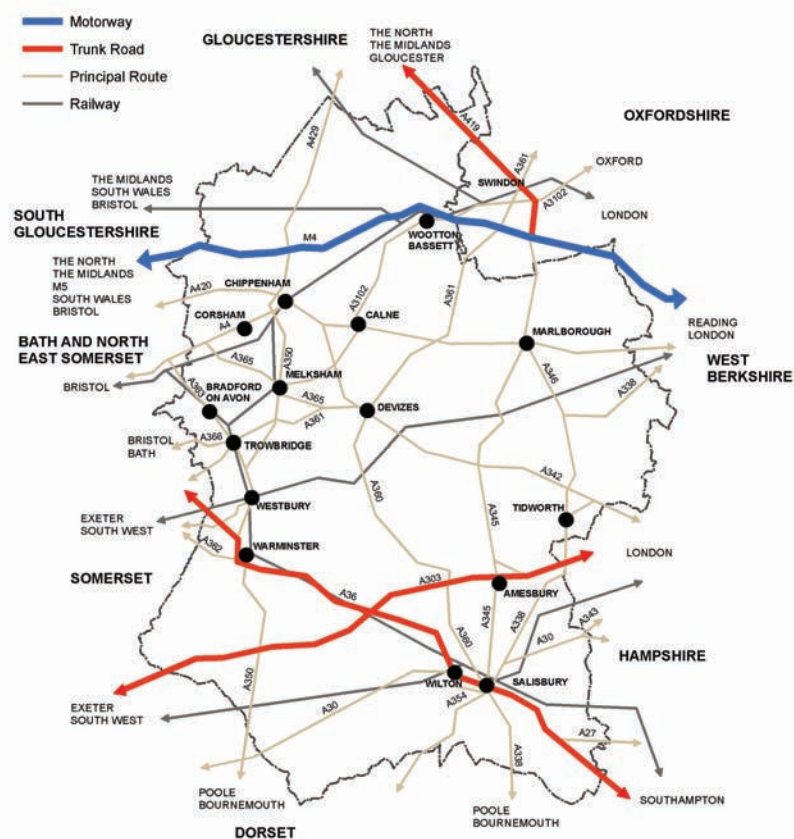 Motorway
Trunk Road
Principal Route
Railway
GLOUCESTERSHIRE
THE NORTH
THE MIDLANDS
GLOUCESTER
OXFORDSHIRE
A419
A429
A361
OXFORD
SWINDON
A3102
THE MIDLANDS
SOUTH WALES
BRISTOL
LONDON
SOUTH
GLOUCESTERSHIRE
M4
WOOTTON
BASSETT
THE NORTH
THE MIDLANDS
M5
SOUTH WALES
BRISTOL
A420
CHIPPENHAM
A3102
A361
READING
LONDON
CORSHAM
A4
CALNE
MARLBOROUGH
BATH AND NORTH
EAST SOMERSET
WEST
BERKSHIRE
A365
A350
A346
A338
BRISTOL
A363
BRADFORD
ON AVON
MELKSHAM
A365
A361
DEVIZES
BRISTOL
BATH
A366
TROWBRIDGE
A342
A360
EXETER
SOUTH WEST
WESTBURY
A345
TIDWORTH
A362
WARMINSTER
LONDON
SOMERSET
A36
A303
AMESBURY
A345
A338
A343
A30
A360
HAMPSHIRE
A350
WILTON
SALISBURY
EXETER
SOUTH WEST
A30
A354
A27
A338
POOLE
BOURNEMOUTH
POOLE
BOURNEMOUTH
SOUTHAMPTON
DORSET